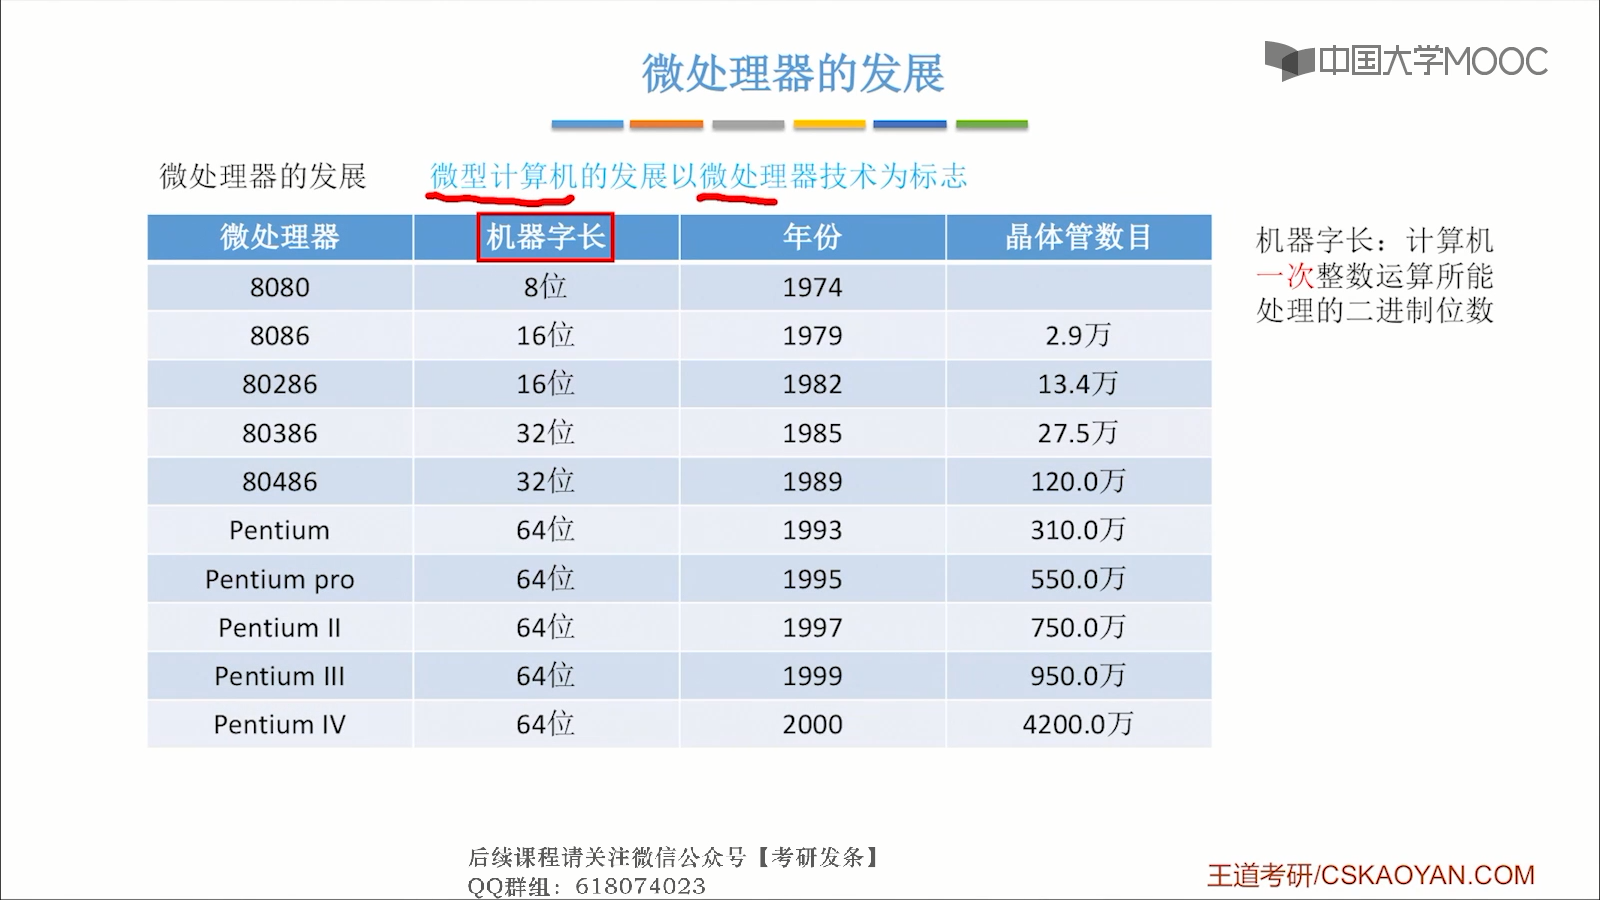 微处理器的发展
中国大学MOOC
微处理器的发展 微型计算机的发展以微处理器技术为标志
微处理器 机器字长 年份 晶体管数目
8080 8位 1974
8086 16位 1979 2.9万
80286 16位 1982 13.4万
80386 32位 1985 27.5万
80486 32位 1989 120.0万
Pentium 64位 1993 310.0万
Pentium pro 64位 1995 550.0万
Pentium II 64位 1997 750.0万
Pentium III 64位 1999 950.0万
Pentium IV 64位 2000 4200.0万
机器字长：计算机
一次整数运算所能
处理的二进制位数
后续课程请关注微信公众号【考研发条】
QQ群组：618074023
王道考研/CSKAOYAN.COM